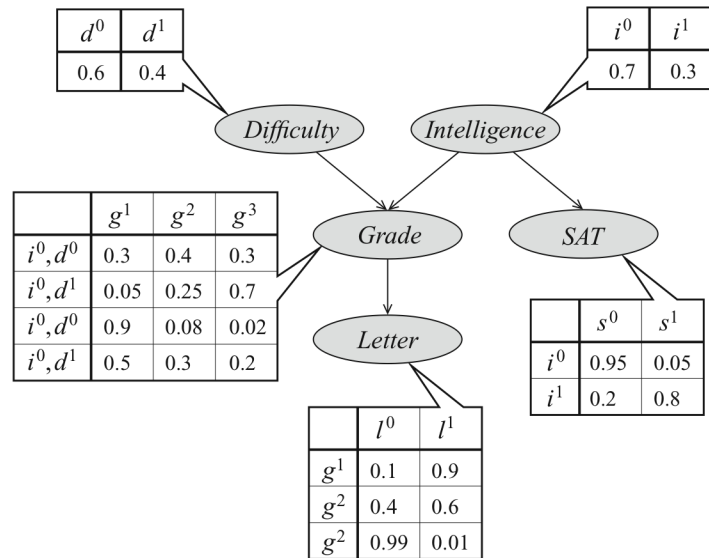 d⁰ d¹
0.6 0.4
i⁰ i¹
0.7 0.3
Difficulty
Intelligence
g¹ g² g³
i⁰,d⁰ 0.3 0.4 0.3
i⁰,d¹ 0.05 0.25 0.7
i⁰,d⁰ 0.9 0.08 0.02
i⁰,d¹ 0.5 0.3 0.2
Grade
SAT
Letter
s⁰ s¹
i⁰ 0.95 0.05
i¹ 0.2 0.8
l⁰ l¹
g¹ 0.1 0.9
g² 0.4 0.6
g² 0.99 0.01